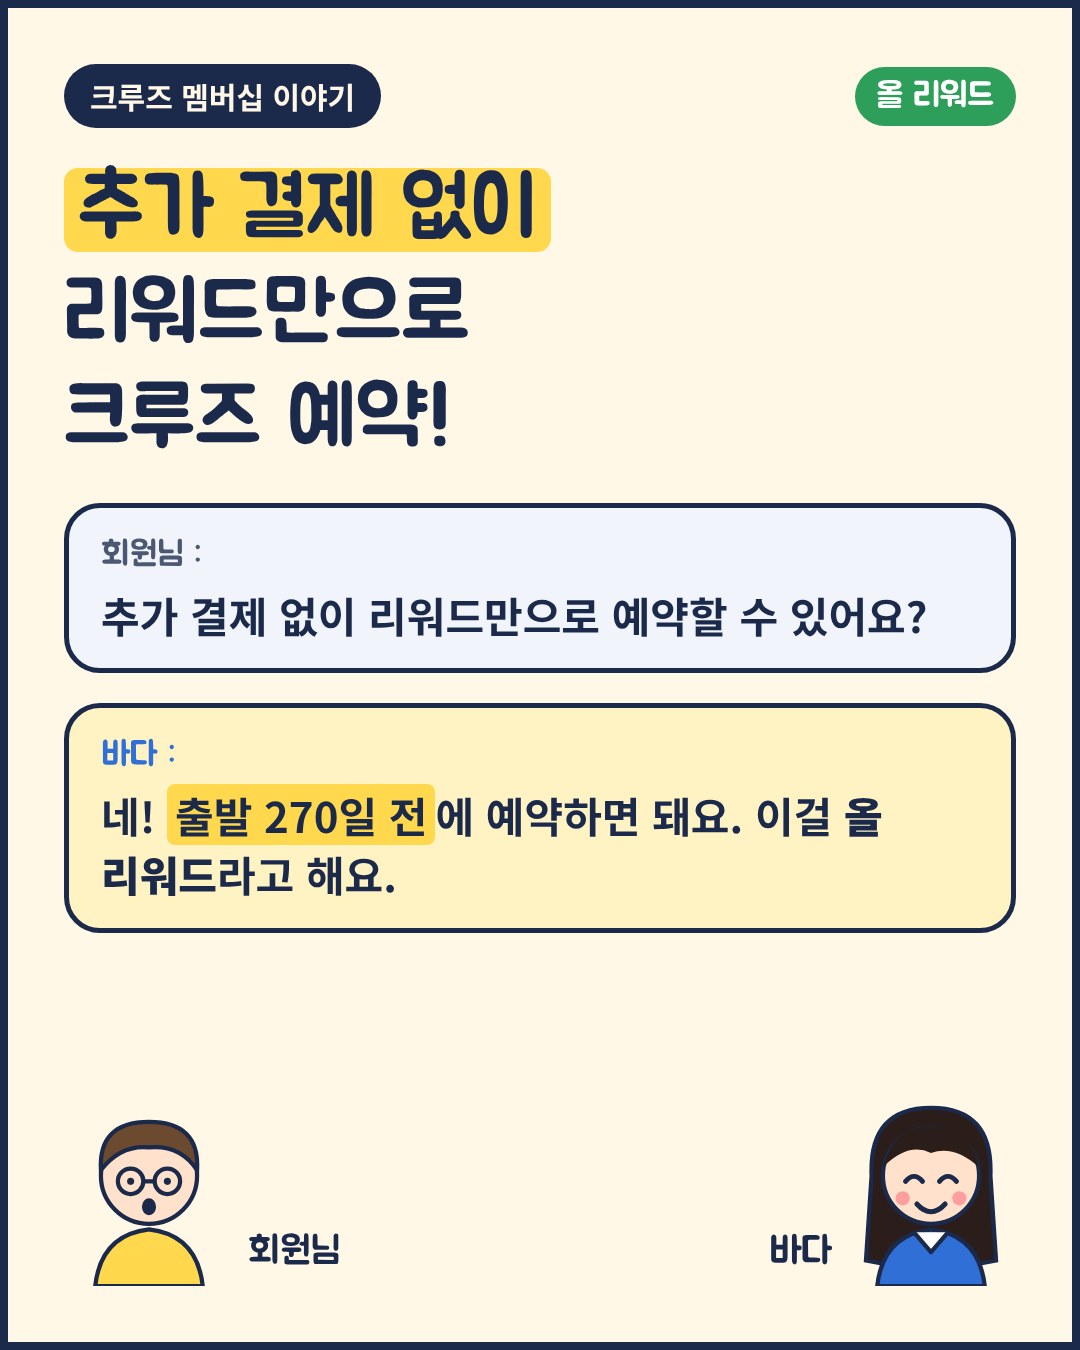 크루즈 멤버십 이야기
올 리워드
추가 결제 없이
리워드만으로
크루즈 예약!
회원님 :
추가 결제 없이 리워드만으로 예약할 수 있어요?
바다 :
네! 출발 270일 전에 예약하면 돼요. 이걸 올
리워드라고 해요.
회원님
바다